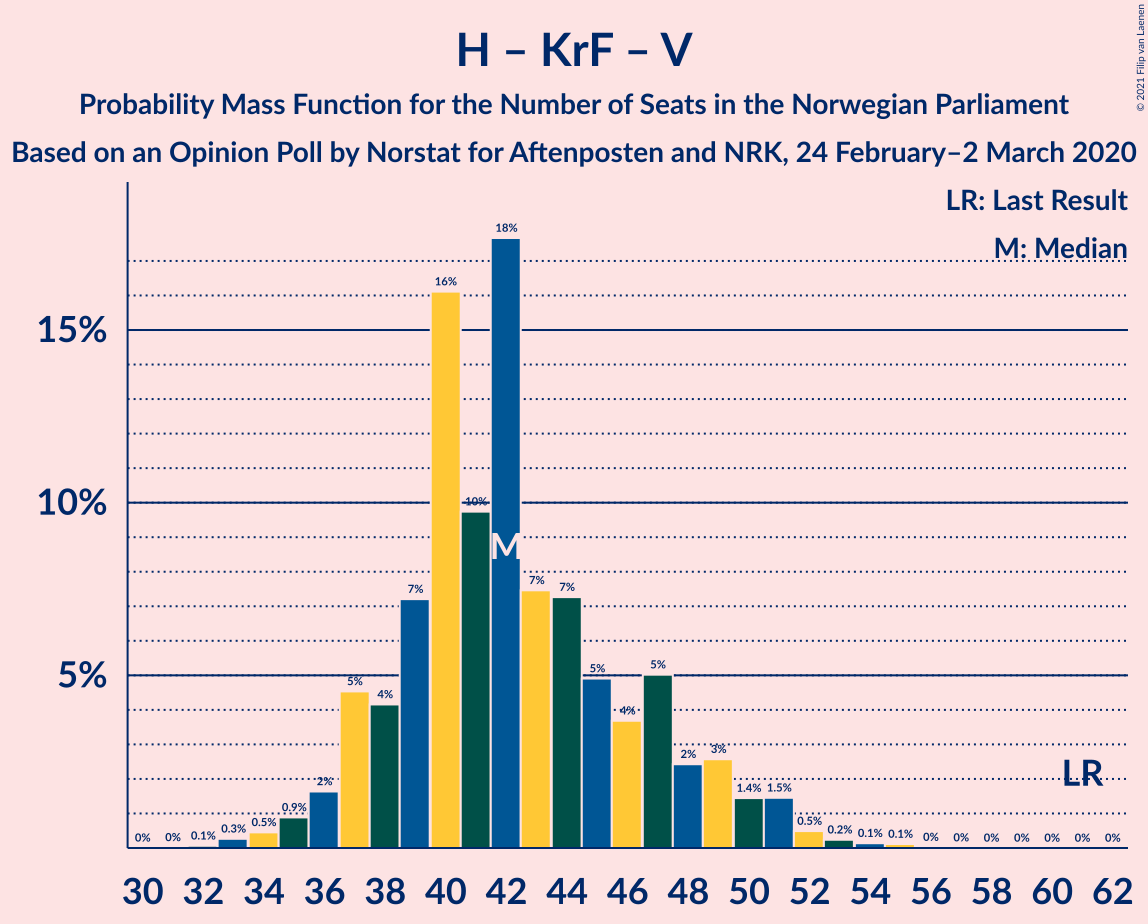 H – KrF – V
Probability Mass Function for the Number of Seats in the Norwegian Parliament
Based on an Opinion Poll by Norstat for Aftenposten and NRK, 24 February–2 March 2020
© 2021 Filip van Laenen
LR: Last Result
M: Median
15%
10%
5%
0% 0% 0.1% 0.3% 0.5% 0.9% 2% 5% 4% 7% 16% 10% 18% 7% 7% 5% 4% 5% 2% 3% 1.4% 1.5% 0.5% 0.2% 0.1% 0.1% 0% 0% 0% 0% 0% 0% 0%
M
LR
30 32 34 36 38 40 42 44 46 48 50 52 54 56 58 60 62